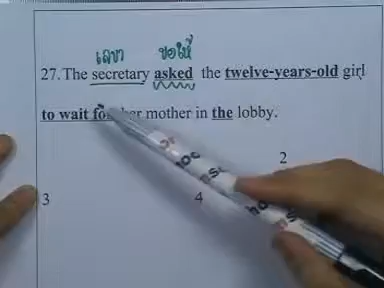 เลขา ขอให้
27. The secretary asked the twelve-years-old girl
to wait for her mother in the lobby.
2
3 4